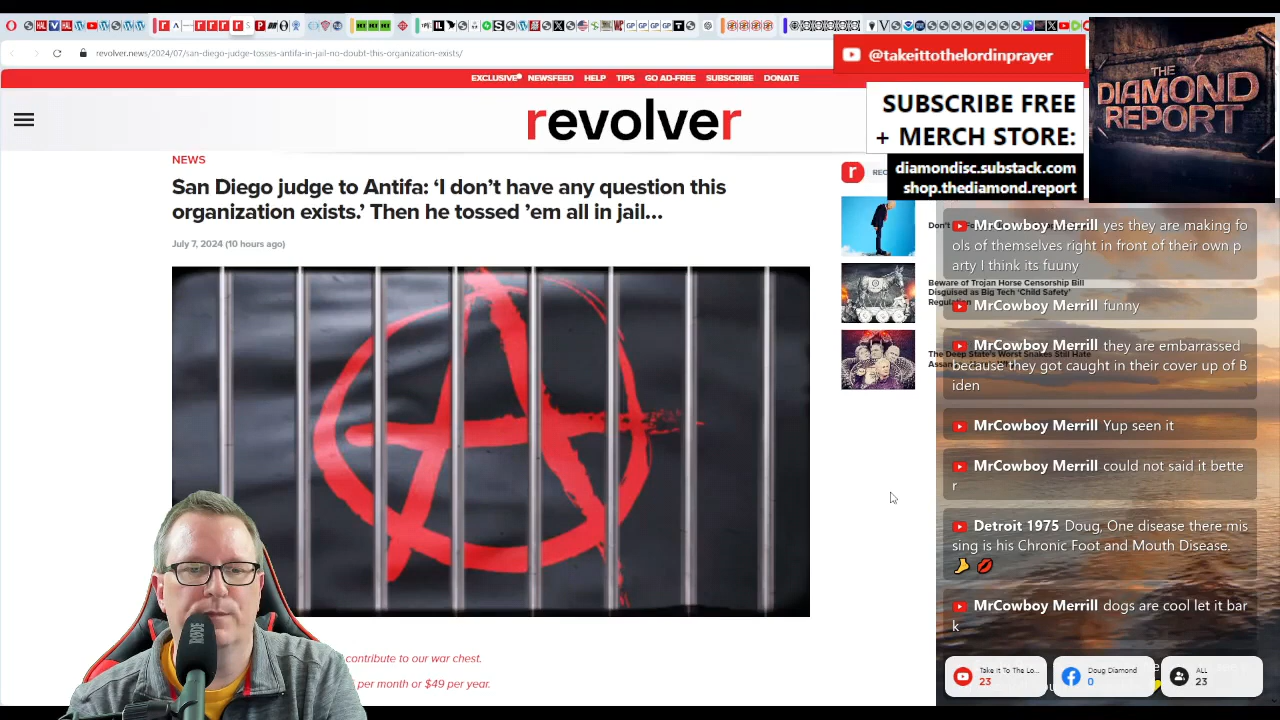 revolver.news/2024/07/san-diego-judge-tosses-antifa-in-jail-no-doubt-this-organization-exists/
EXCLUSIVE NEWSFEED HELP TIPS GO AD-FREE SUBSCRIBE DONATE
revolver
NEWS
San Diego judge to Antifa: ‘I don’t have any question this
organization exists.’ Then he tossed ’em all in jail…
July 7, 2024 (10 hours ago)
contribute to our war chest.
per month or $49 per year.
Beware of Trojan Horse Censorship Bill
Disguised as Big Tech ‘Child Safety’
The Deep State's Worst Snakes Still Hate
@takeittothelordinprayer
SUBSCRIBE FREE
+ MERCH STORE:
diamondisc.substack.com
shop.thediamond.report
THE
DIAMOND
REPORT
MrCowboy Merrill yes they are making fo
ols of themselves right in front of their own p
arty I think its fuuny
MrCowboy Merrill funny
MrCowboy Merrill they are embarrassed
because they got caught in their cover up of B
iden
MrCowboy Merrill Yup seen it
MrCowboy Merrill could not said it bette
r
Detroit 1975 Doug, One disease there mis
sing is his Chronic Foot and Mouth Disease.
MrCowboy Merrill dogs are cool let it bar
k
Take It To The Lo...
23
Doug Diamond
0
ALL
23
RØDE